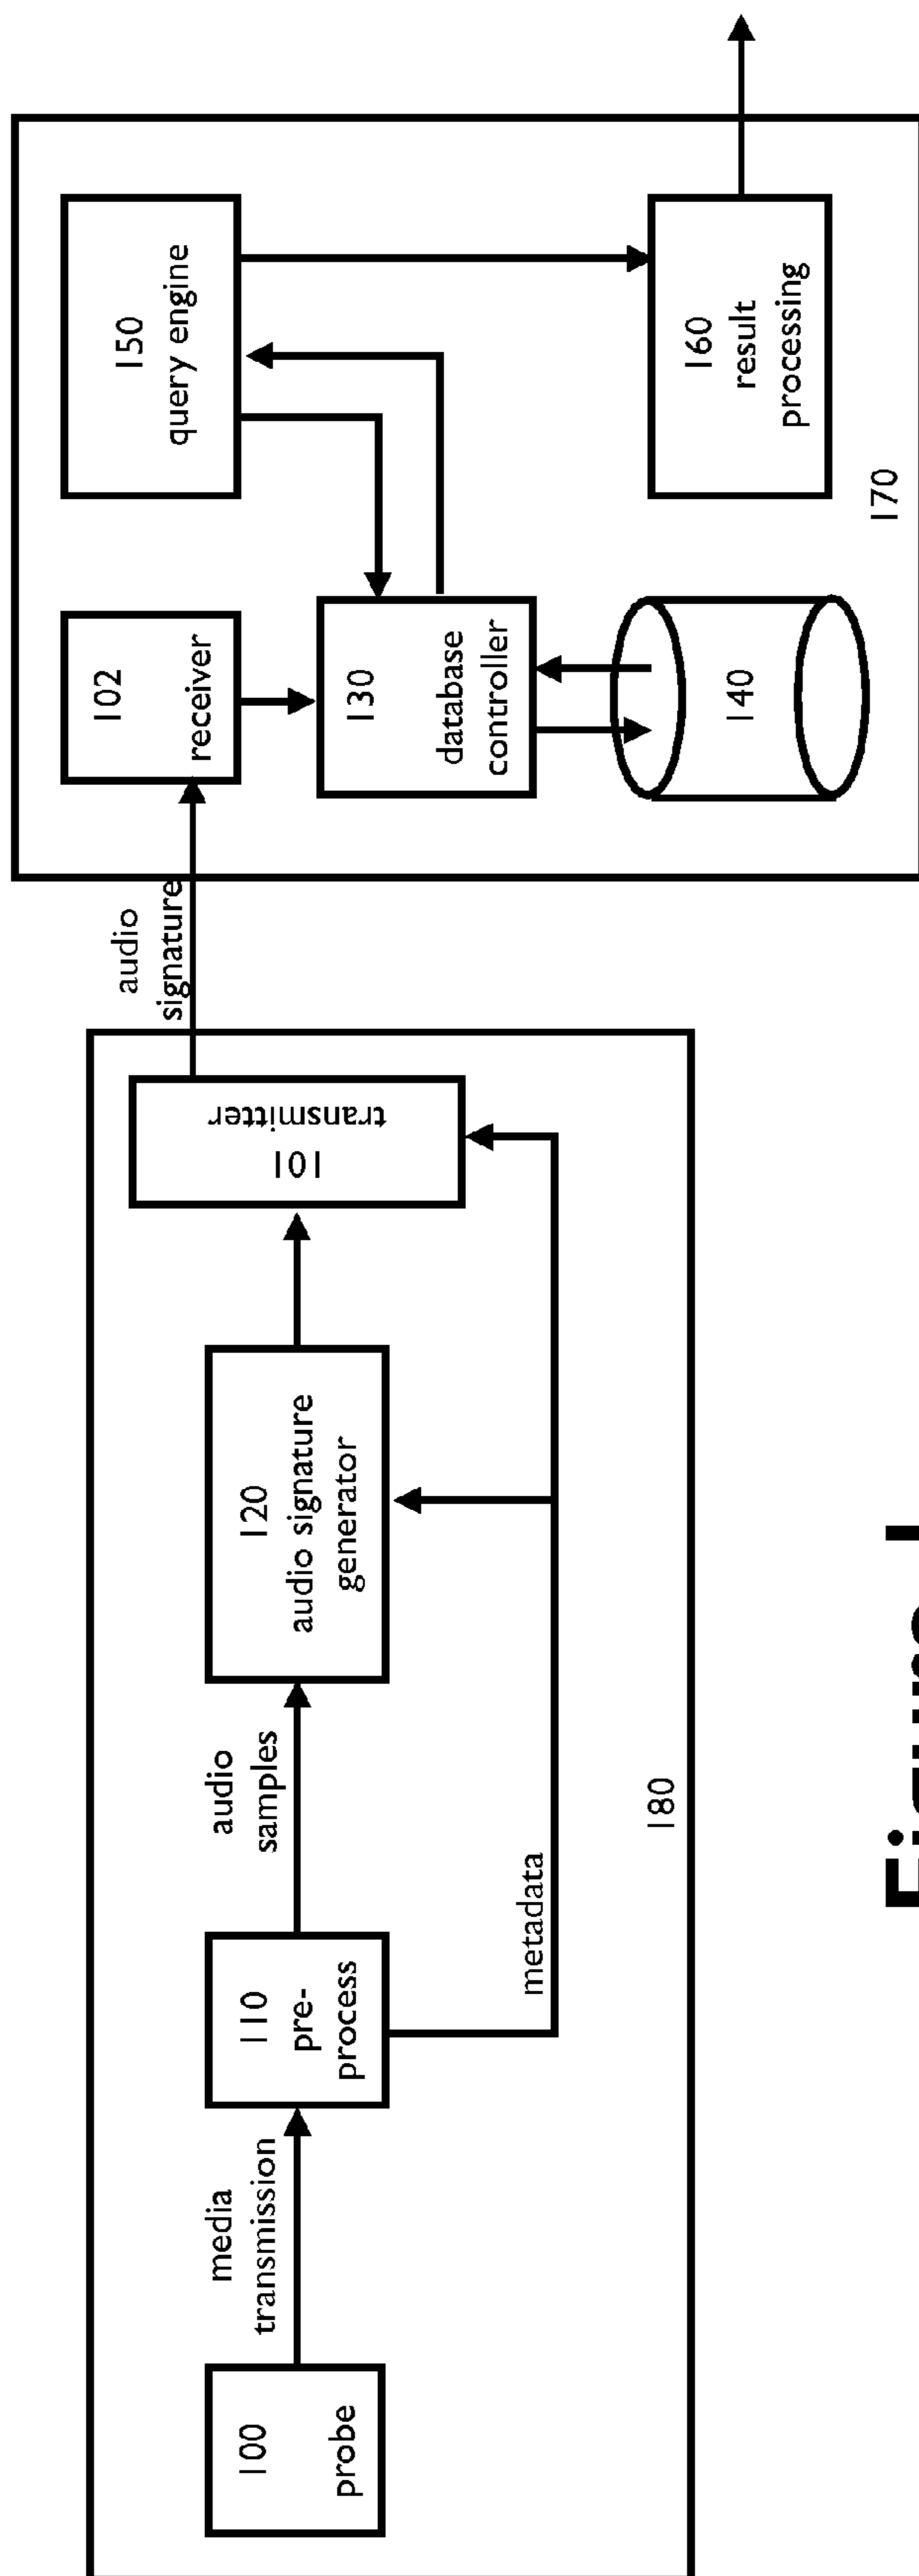 100
probe
media
transmission
110
pre-
process
audio
samples
metadata
120
audio signature
generator
101
transmitter
180
audio
signature
102
receiver
130
database
controller
140
150
query engine
160
result
processing
170
Figure 1